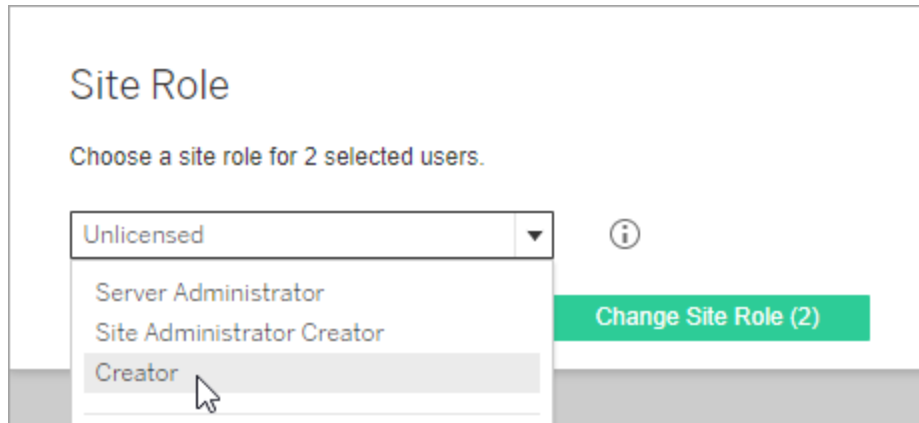 Site Role
Choose a site role for 2 selected users.
Unlicensed
Server Administrator
Site Administrator Creator
Change Site Role (2)
Creator